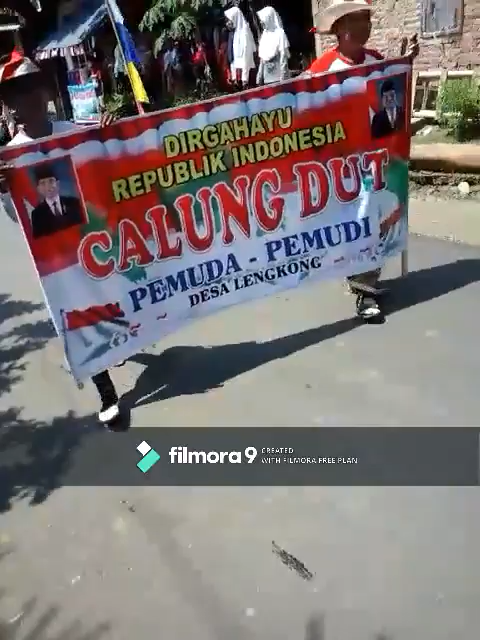 DIRGAHAYU
REPUBLIK INDONESIA
CALUNG DUT
PEMUDA - PEMUDI
DESA LENGKONG
filmora9 CREATED
WITH FILMORA FREE PLAN